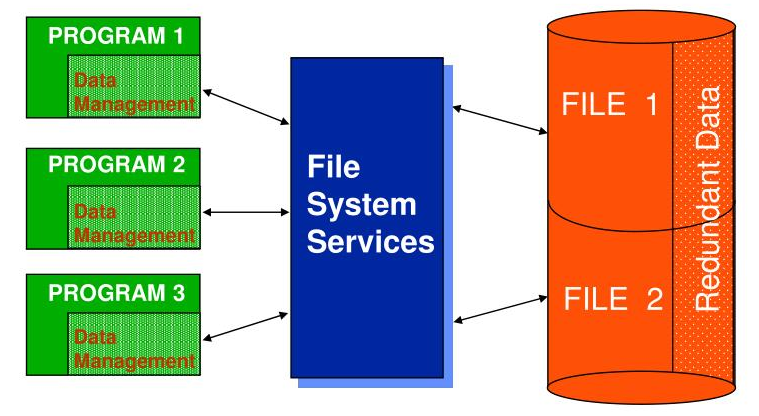 PROGRAM 1
Data
Management
PROGRAM 2
Data
Management
PROGRAM 3
Data
Management
File
System
Services
FILE 1
FILE 2
Redundant Data